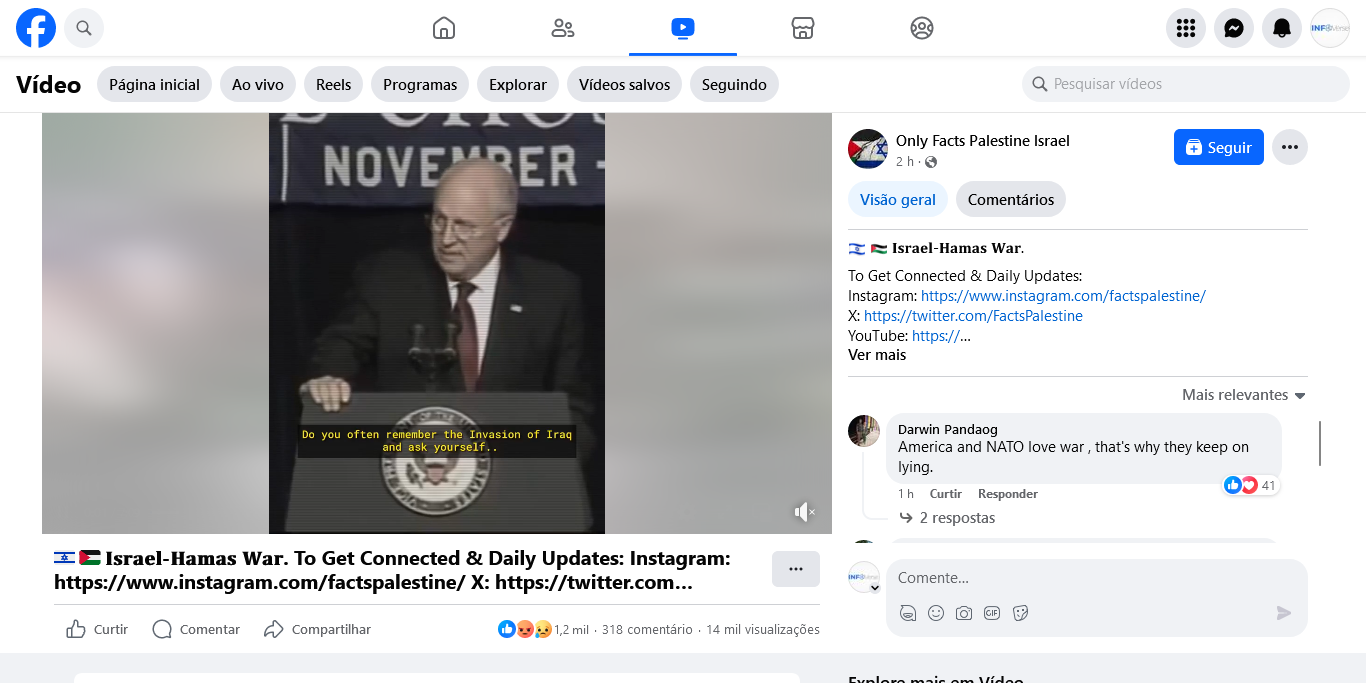 INFOVerse
Vídeo
Página inicial
Ao vivo
Reels
Programas
Explorar
Vídeos salvos
Seguindo
Pesquisar vídeos
NOVEMBER -
Do you often remember the Invasion of Iraq
and ask yourself..
🇮🇱🇵🇸 Israel-Hamas War. To Get Connected & Daily Updates: Instagram:
https://www.instagram.com/factspalestine/ X: https://twitter.com...
Curtir
Comentar
Compartilhar
1,2 mil · 318 comentário · 14 mil visualizações
Only Facts Palestine Israel
2 h ·
Seguir
Visão geral
Comentários
🇮🇱 🇵🇸 Israel-Hamas War.
To Get Connected & Daily Updates:
Instagram: https://www.instagram.com/factspalestine/
X: https://twitter.com/FactsPalestine
YouTube: https://...
Ver mais
Mais relevantes
Darwin Pandaog
America and NATO love war , that's why they keep on
lying.
41
1 h Curtir Responder
2 respostas
Comente...
GIF
Explore mais em Vídeo